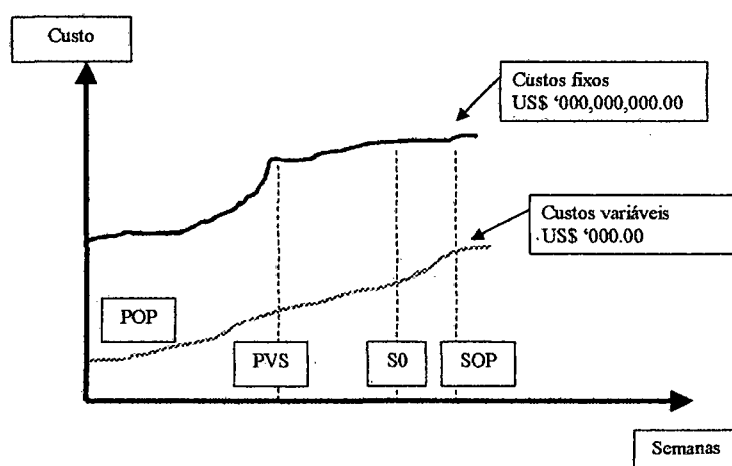 Custo
Custos fixos
US$ '000,000,000.00
Custos variáveis
US$ '000.00
POP
PVS
S0
SOP
Semanas